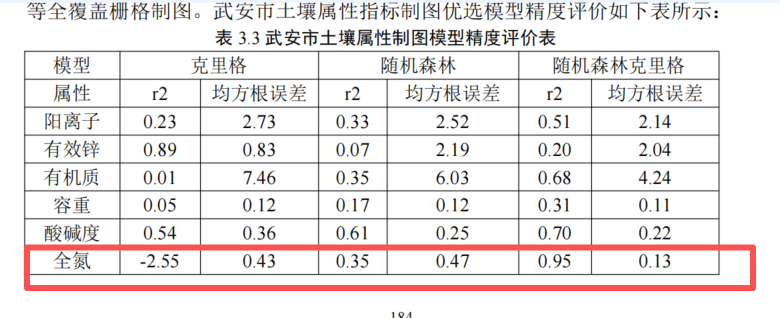 等全覆盖栅格制图。武安市土壤属性指标制图优选模型精度评价如下表所示：
表 3.3 武安市土壤属性制图模型精度评价表
模型 克里格 随机森林 随机森林克里格
属性 r2 均方根误差 r2 均方根误差 r2 均方根误差
阳离子 0.23 2.73 0.33 2.52 0.51 2.14
有效锌 0.89 0.83 0.07 2.19 0.20 2.04
有机质 0.01 7.46 0.35 6.03 0.68 4.24
容重 0.05 0.12 0.17 0.12 0.31 0.11
酸碱度 0.54 0.36 0.61 0.25 0.70 0.22
全氮 -2.55 0.43 0.35 0.47 0.95 0.13
184